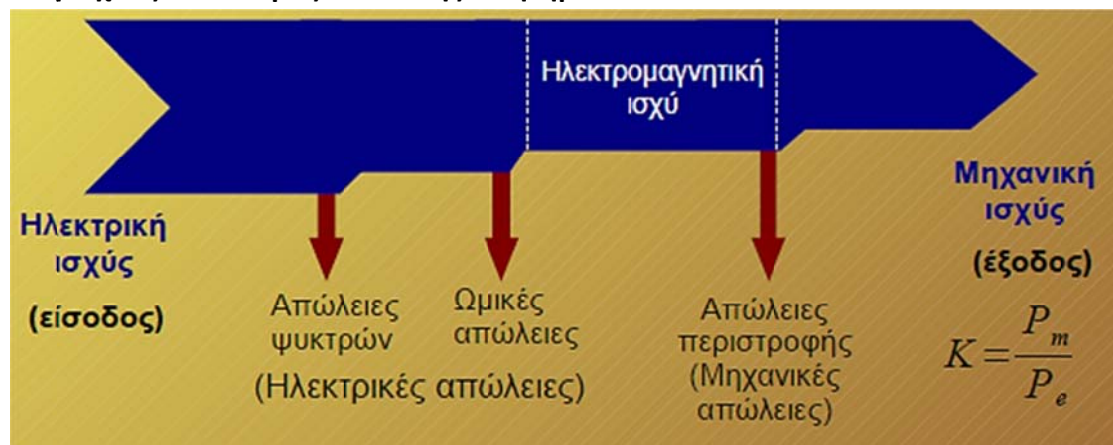 Ηλεκτρομαγνητική
ισχύ
Ηλεκτρική
ισχύς
(είσοδος)
Απώλειες
ψυκτρών
Ωμικές
απώλειες
(Ηλεκτρικές απώλειες)
Απώλειες
περιστροφής
(Μηχανικές
απώλειες)
Μηχανική
ισχύς
(έξοδος)
K = P_m / P_e